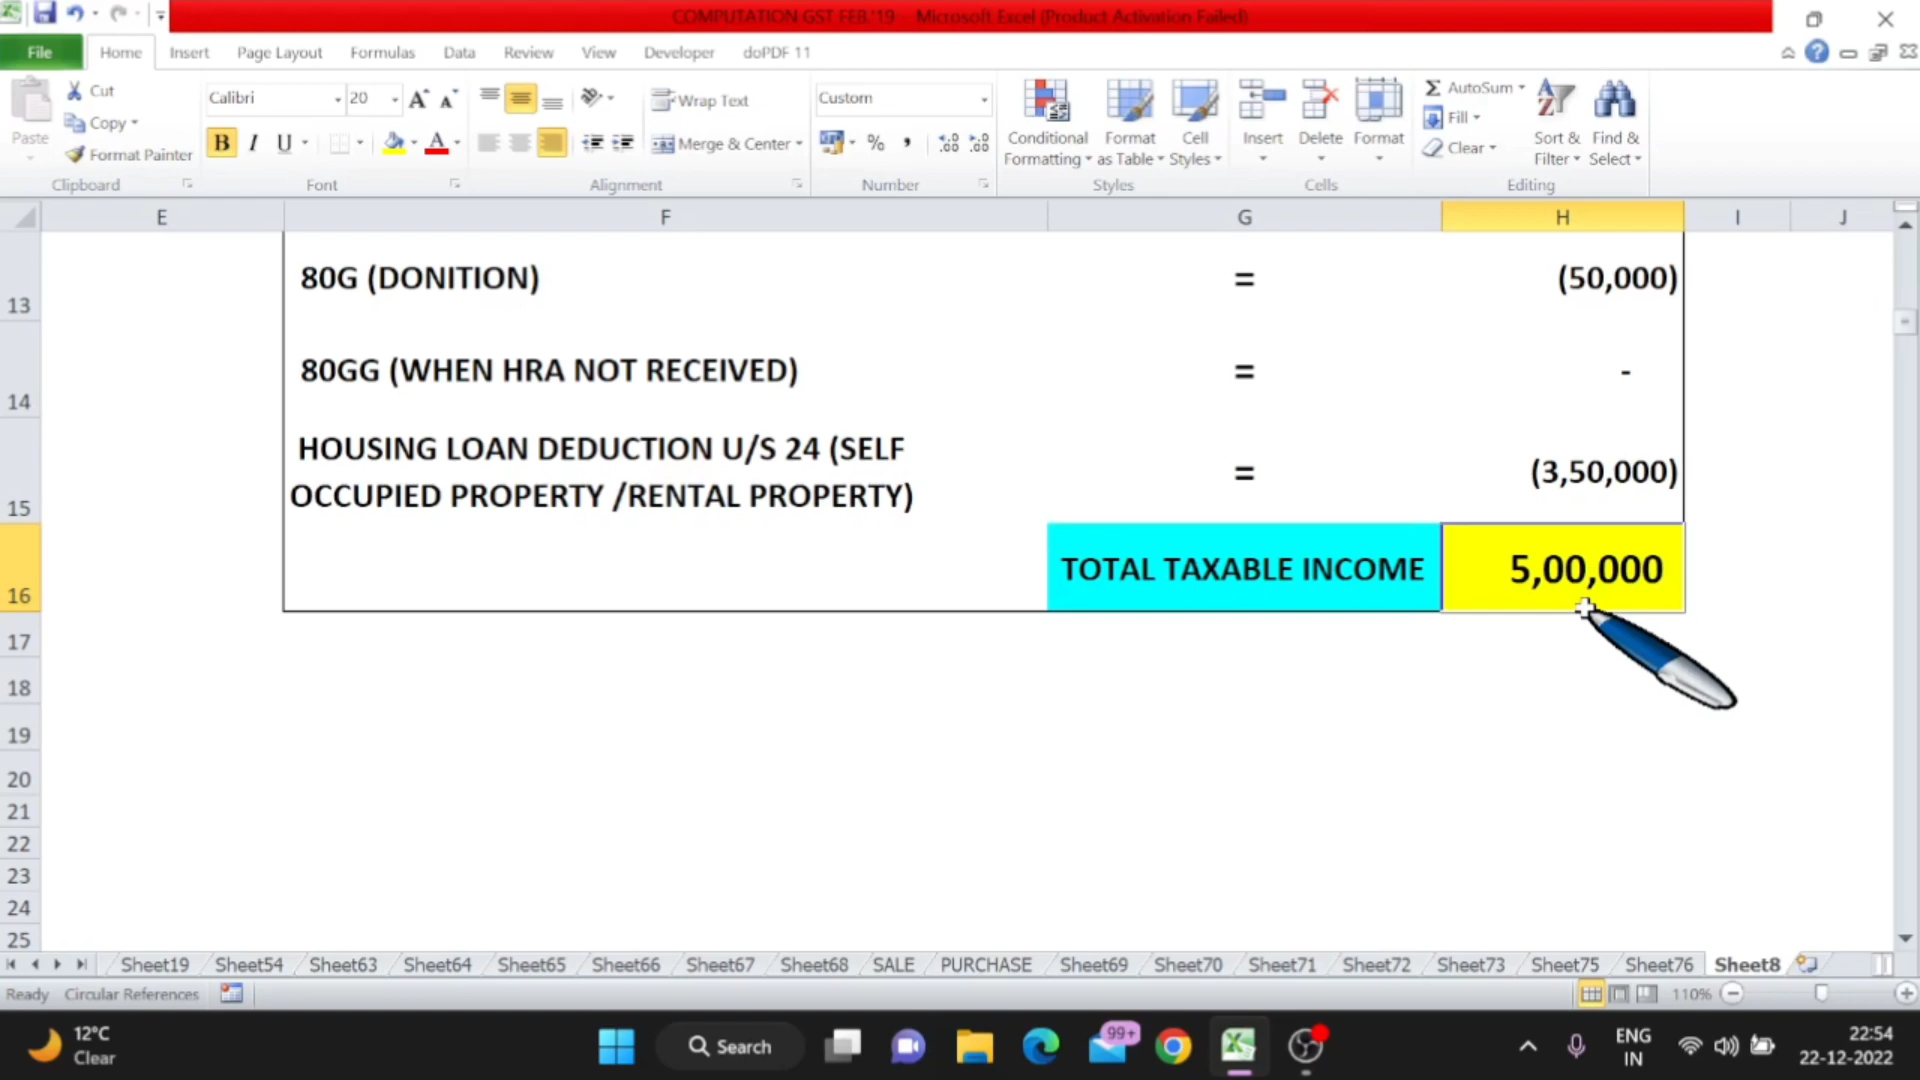 COMPUTATION GST FEB.'19 - Microsoft Excel (Product Activation Failed)
File Home Insert Page Layout Formulas Data Review View Developer doPDF 11
Cut
Copy
Format Painter
Paste
Clipboard
Calibri 20
B I U
Font
Wrap Text
Merge & Center
Alignment
Custom
%
Number
Conditional Formatting
Format as Table
Cell Styles
Styles
Insert
Delete
Format
Cells
AutoSum
Fill
Clear
Sort & Filter
Find & Select
Editing
E F G H I J
13 80G (DONITION) = (50,000)
14 80GG (WHEN HRA NOT RECEIVED) = -
HOUSING LOAN DEDUCTION U/S 24 (SELF
15 OCCUPIED PROPERTY /RENTAL PROPERTY) = (3,50,000)
16 TOTAL TAXABLE INCOME 5,00,000
17
18
19
20
21
22
23
24
25
Sheet19 Sheet54 Sheet63 Sheet64 Sheet65 Sheet66 Sheet67 Sheet68 SALE PURCHASE Sheet69 Sheet70 Sheet71 Sheet72 Sheet73 Sheet75 Sheet76 Sheet8
Ready Circular References 110%
12°C
Clear
Search
99+
ENG
IN
22:54
22-12-2022